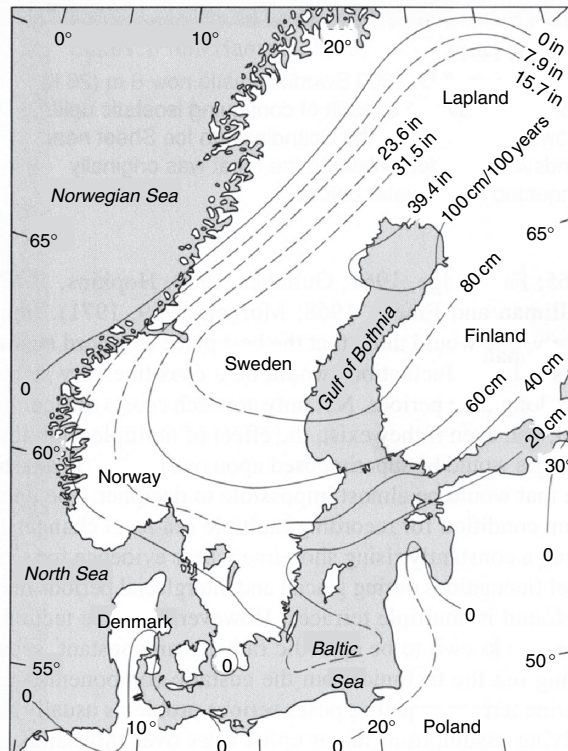 0°
10°
20°
0 in
7.9 in
15.7 in
Lapland
23.6 in
31.5 in
39.4 in
100 cm/100 years
Norwegian Sea
65°
65°
80 cm
Gulf of Bothnia
Finland
Sweden
0
60 cm
40 cm
20 cm
60°
30°
Norway
North Sea
0
Denmark
0
0
Baltic
Sea
55°
50°
0
10°
20°
Poland